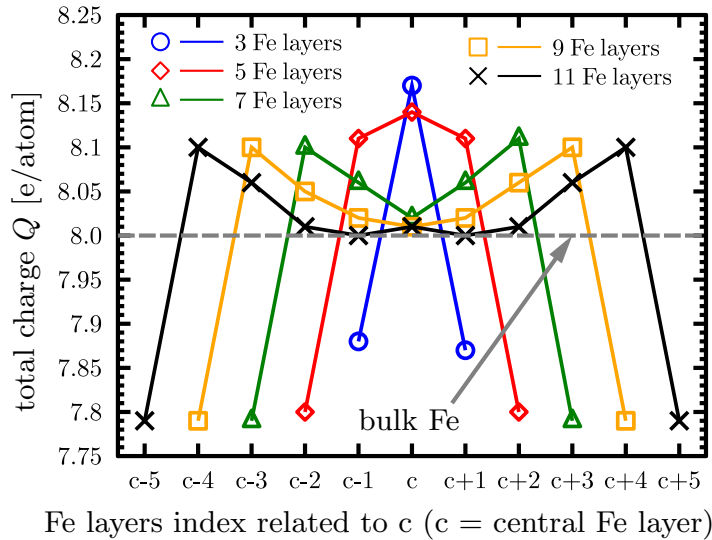 total charge Q [e/atom]
8.25
8.2
8.15
8.1
8.05
8.0
7.95
7.9
7.85
7.8
7.75
3 Fe layers
5 Fe layers
7 Fe layers
9 Fe layers
11 Fe layers
bulk Fe
c-5 c-4 c-3 c-2 c-1 c c+1 c+2 c+3 c+4 c+5
Fe layers index related to c (c = central Fe layer)